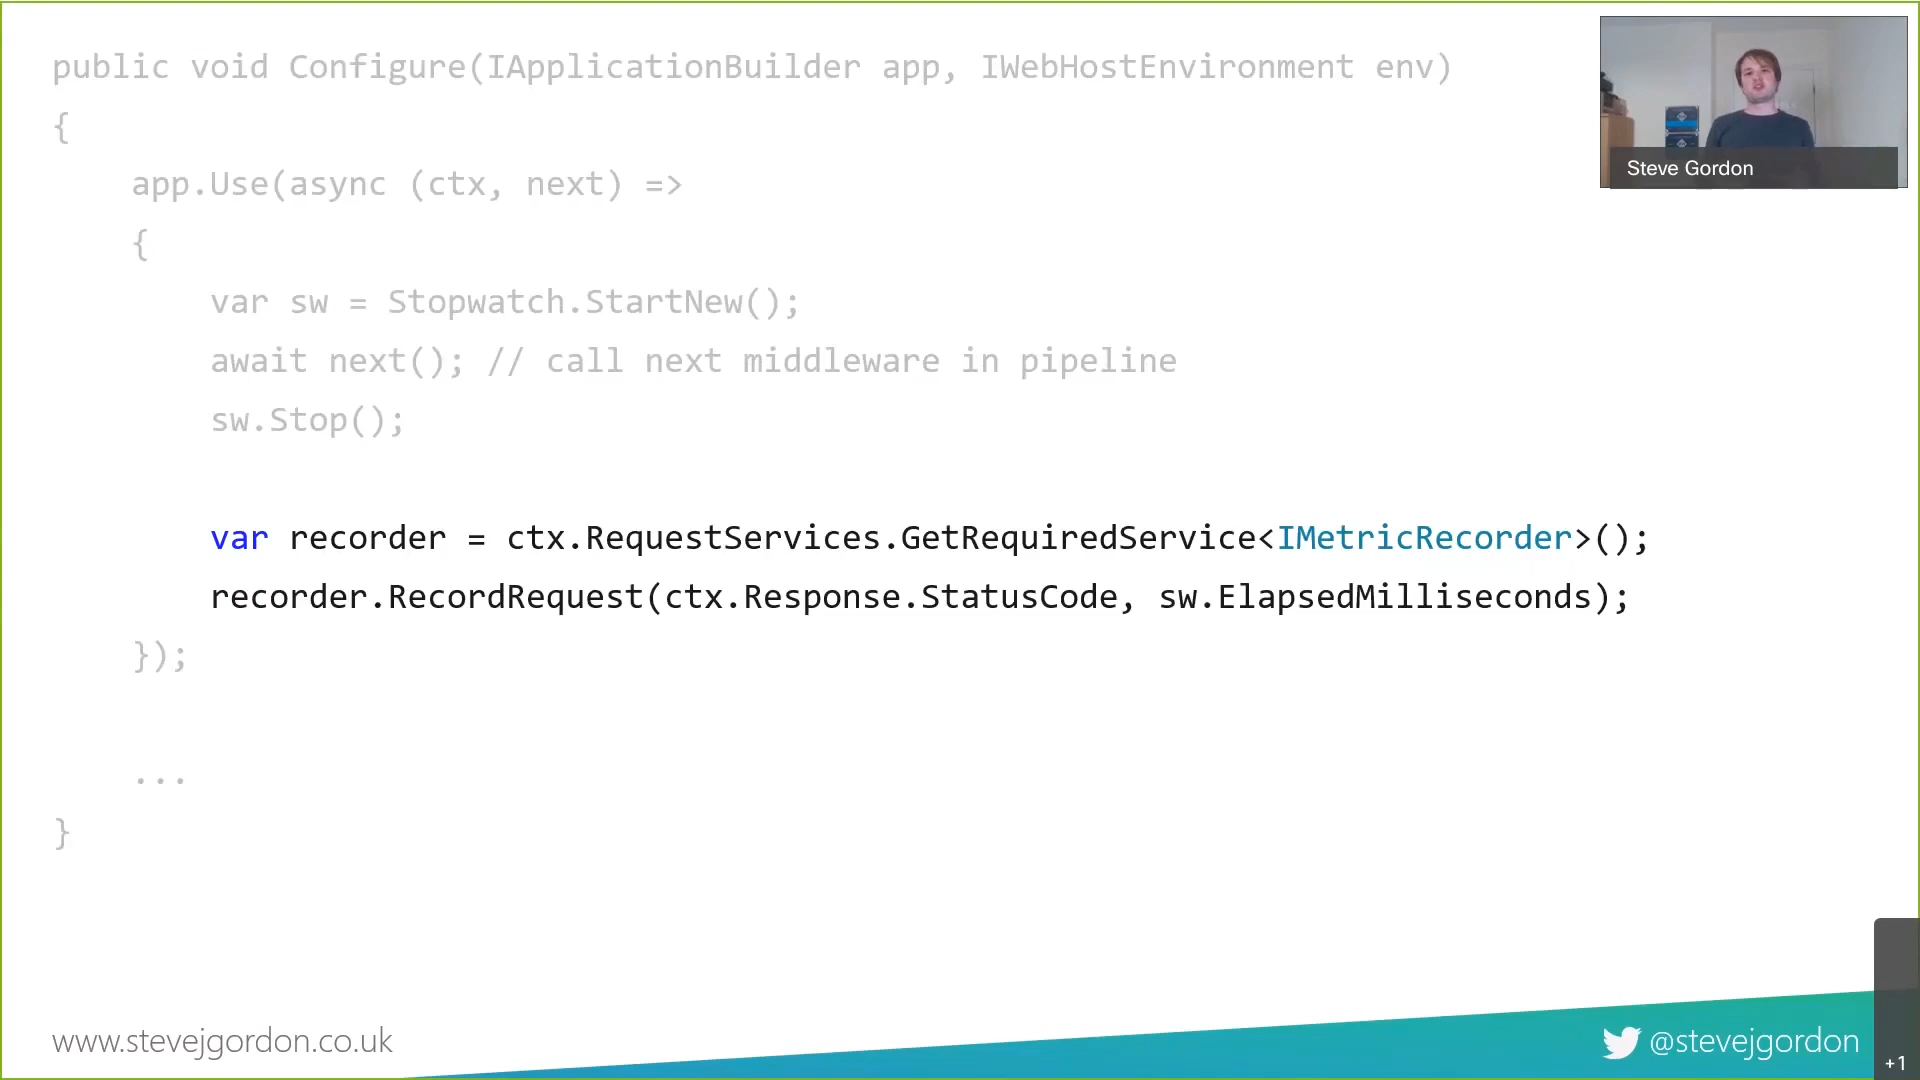 public void Configure(IApplicationBuilder app, IWebHostEnvironment env)
{
app.Use(async (ctx, next) =>
{
var sw = Stopwatch.StartNew();
await next(); // call next middleware in pipeline
sw.Stop();
var recorder = ctx.RequestServices.GetRequiredService<IMetricRecorder>();
recorder.RecordRequest(ctx.Response.StatusCode, sw.ElapsedMilliseconds);
});
...
}
Steve Gordon
www.stevejgordon.co.uk
@stevejgordon
+1